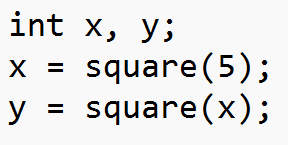 int x, y;
x = square(5);
y = square(x);